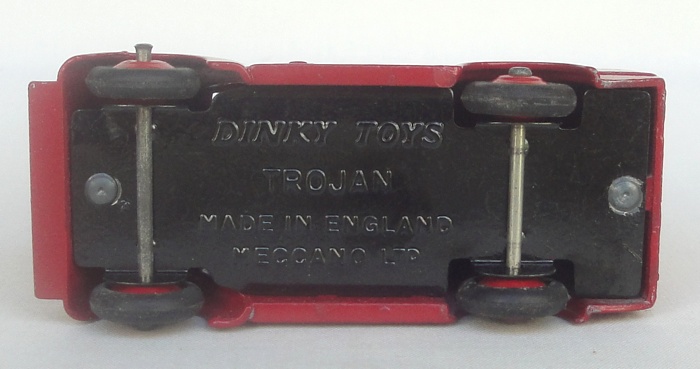 DINKY TOYS
TROJAN
MADE IN ENGLAND
MECCANO LTD